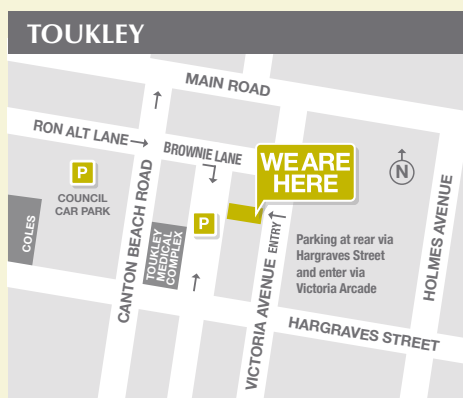 TOUKLEY
MAIN ROAD
RON ALT LANE
BROWNIE LANE
WE ARE
HERE
N
P
COUNCIL
CAR PARK
COLES
CANTON BEACH ROAD
TOUKLEY
MEDICAL
COMPLEX
P
VICTORIA AVENUE
ENTRY
Parking at rear via
Hargraves Street
and enter via
Victoria Arcade
HOLMES AVENUE
HARGRAVES STREET